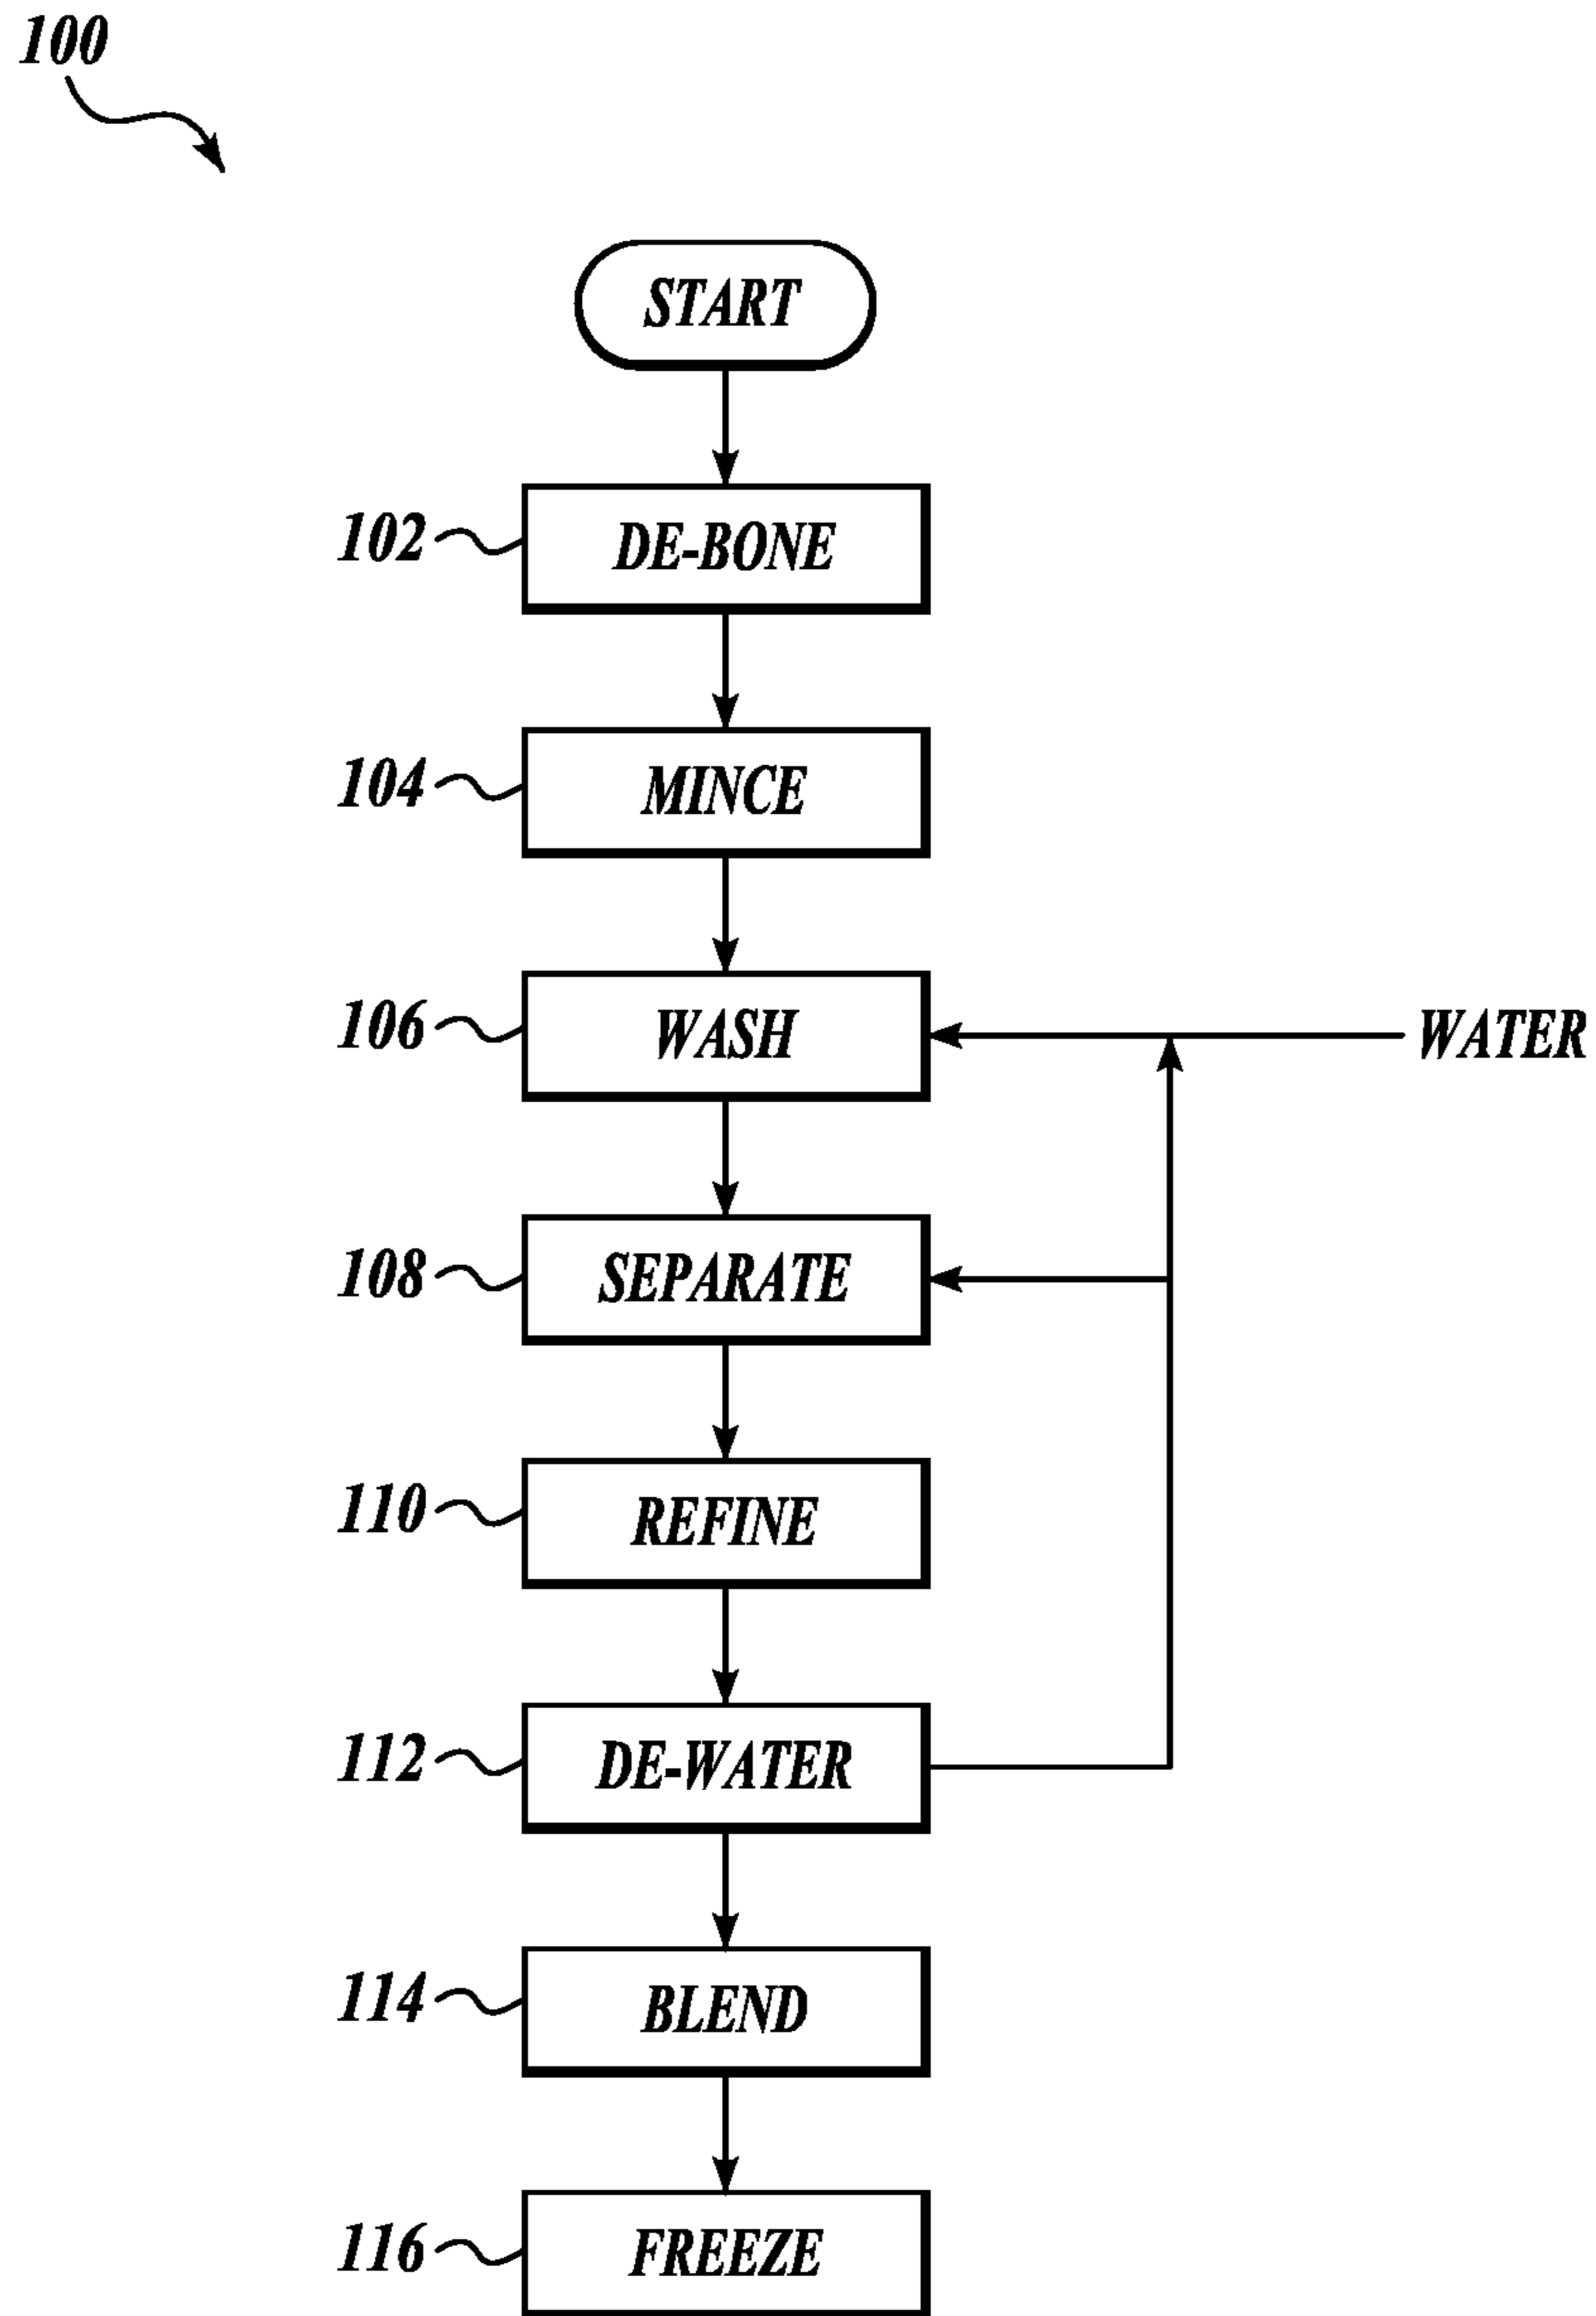 100
START
102 DE-BONE
104 MINCE
106 WASH WATER
108 SEPARATE
110 REFINE
112 DE-WATER
114 BLEND
116 FREEZE